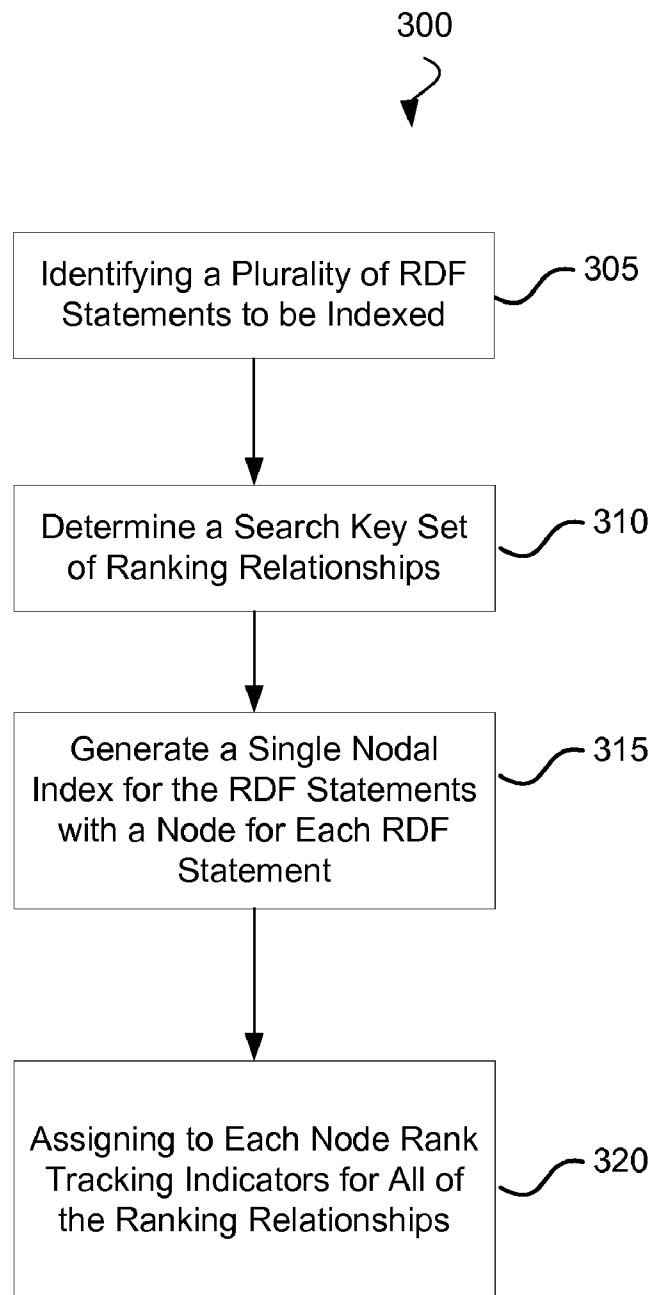 300
Identifying a Plurality of RDF
Statements to be Indexed
305
Determine a Search Key Set
of Ranking Relationships
310
Generate a Single Nodal
Index for the RDF Statements
with a Node for Each RDF
Statement
315
Assigning to Each Node Rank
Tracking Indicators for All of
the Ranking Relationships
320